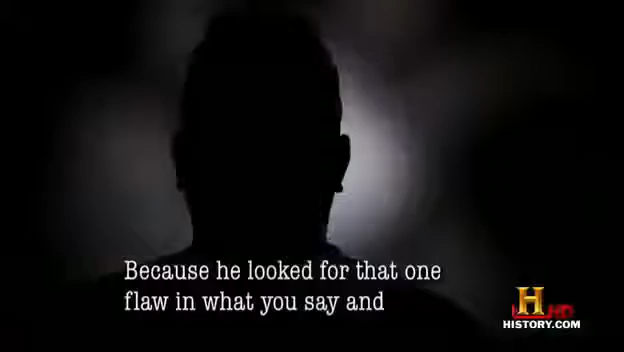 Because he looked for that one
flaw in what you say and
H
HD
HISTORY.COM